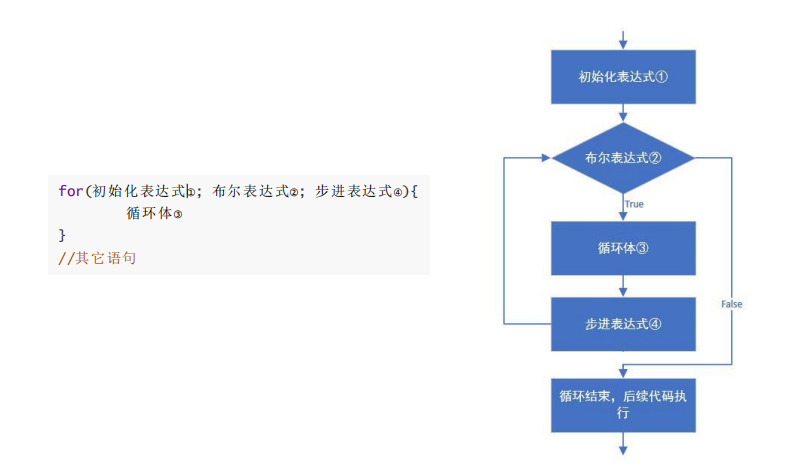 for(初始化表达式①; 布尔表达式②; 步进表达式④){
循环体③
}
//其它语句
初始化表达式①
布尔表达式②
True
循环体③
步进表达式④
False
循环结束，后续代码执
行